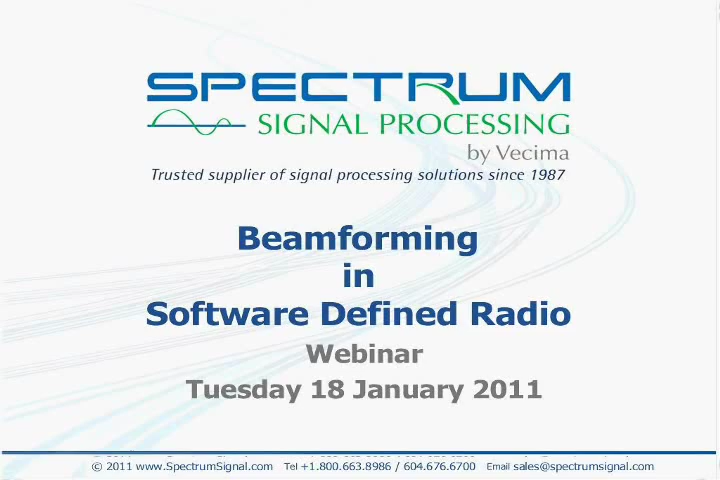 SPECTRUM
SIGNAL PROCESSING
by Vecima
Trusted supplier of signal processing solutions since 1987
Beamforming
in
Software Defined Radio
Webinar
Tuesday 18 January 2011
© 2011 www.SpectrumSignal.com Tel +1.800.663.8986 / 604.676.6700 Email sales@spectrumsignal.com